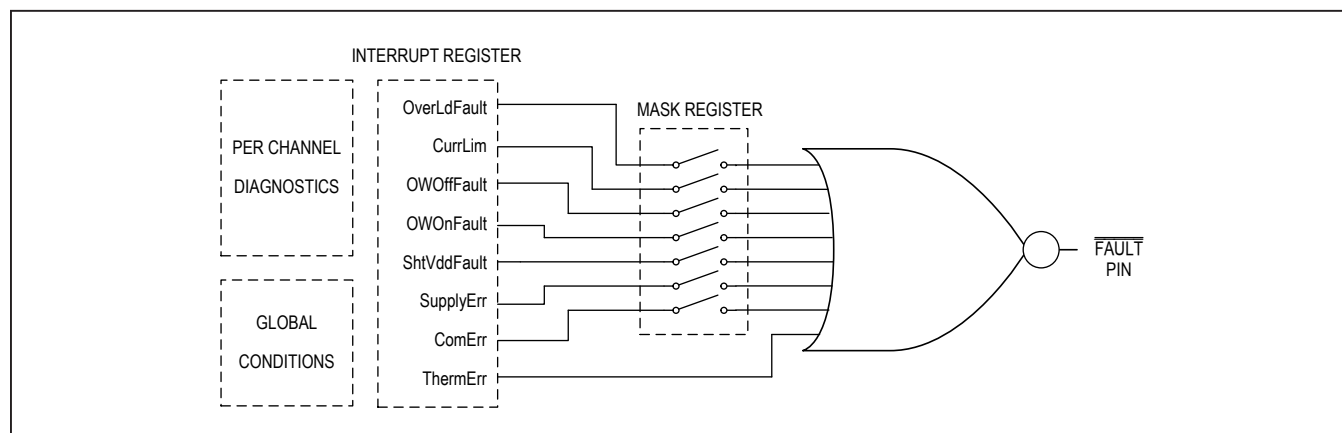 INTERRUPT REGISTER
PER CHANNEL
DIAGNOSTICS
GLOBAL
CONDITIONS
OverLdFault
CurrLim
OWOffFault
OWOnFault
ShtVddFault
SupplyErr
ComErr
ThermErr
MASK REGISTER
FAULT
PIN